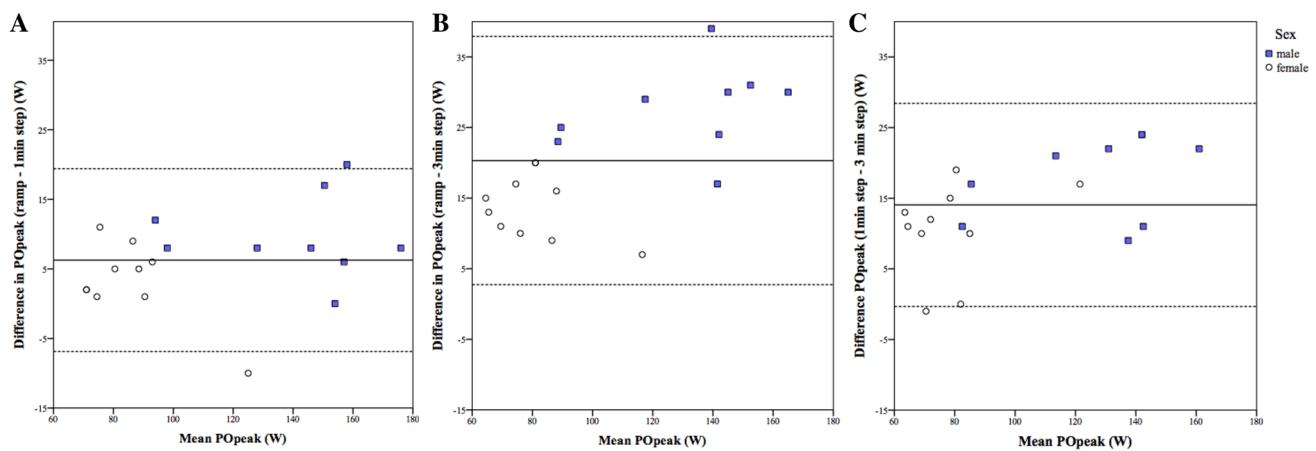 A
Difference in POpeak (ramp - 1min step) (W)
35
25
15
5
-5
-15
60 80 100 120 140 160 180
Mean POpeak (W)
B
Difference in POpeak (ramp - 3min step) (W)
35
25
15
5
-5
-15
60 80 100 120 140 160 180
Mean POpeak (W)
C
Difference POpeak (1min step - 3 min step) (W)
35
25
15
5
-5
-15
60 80 100 120 140 160 180
Mean POpeak (W)
Sex
male
female